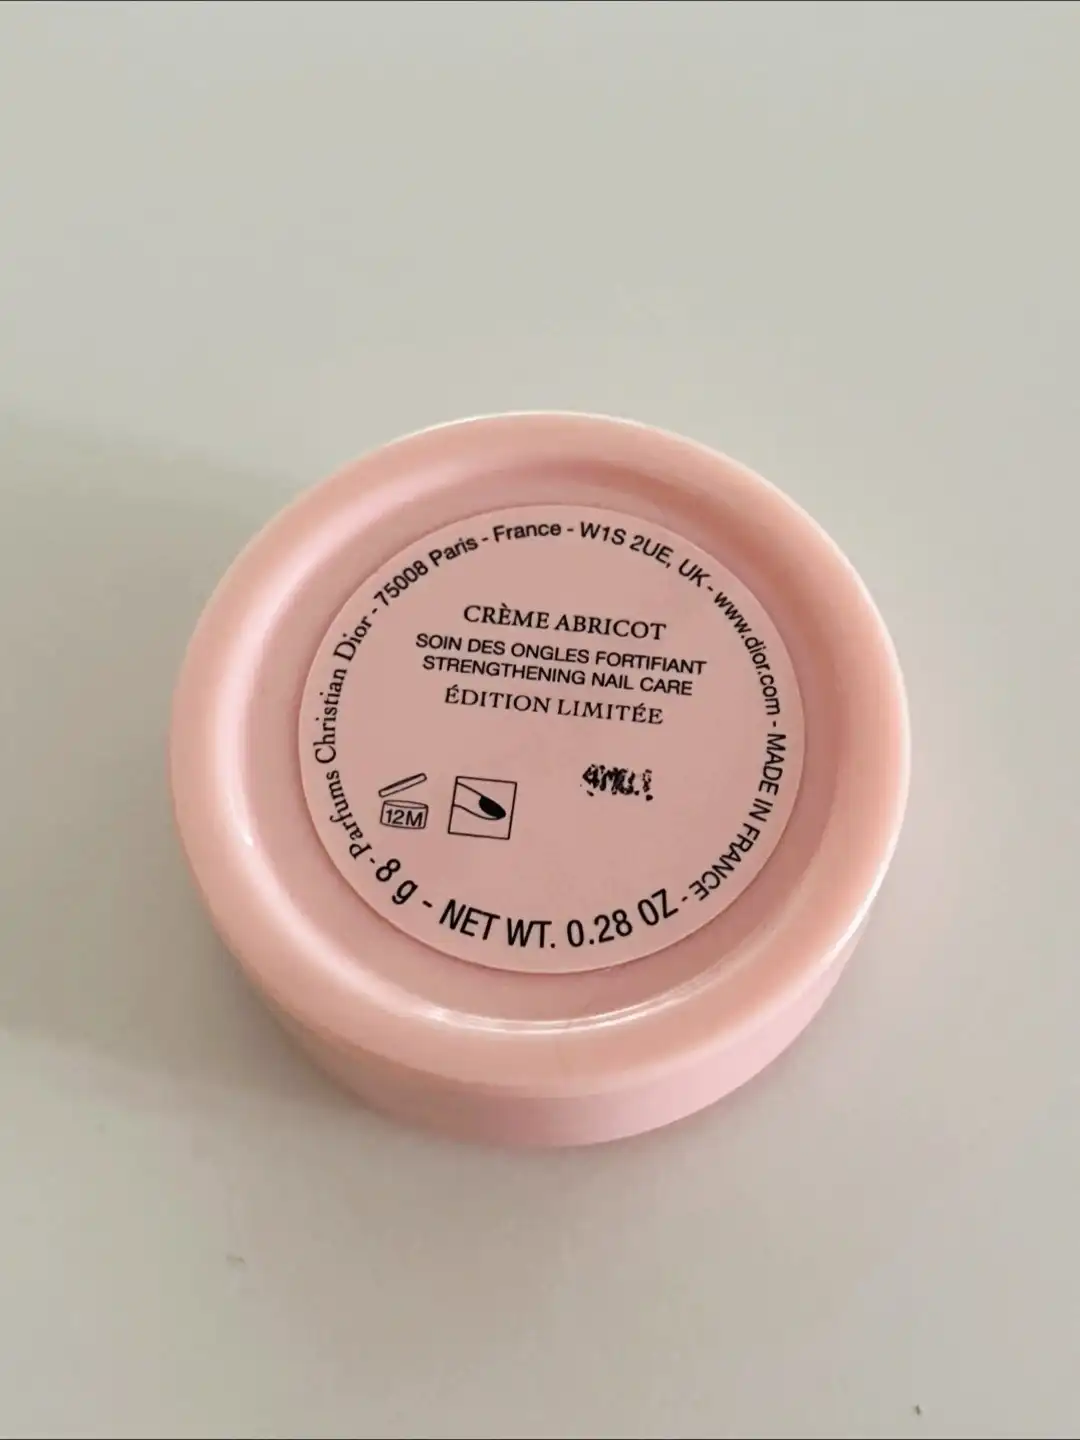 Parfums Christian Dior - 75008 Paris - France - W1S 2UE, UK - www.dior.com - MADE IN FRANCE -
CRÈME ABRICOT
SOIN DES ONGLES FORTIFIANT
STRENGTHENING NAIL CARE
ÉDITION LIMITÉE
12M
8 g - NET WT. 0.28 OZ -